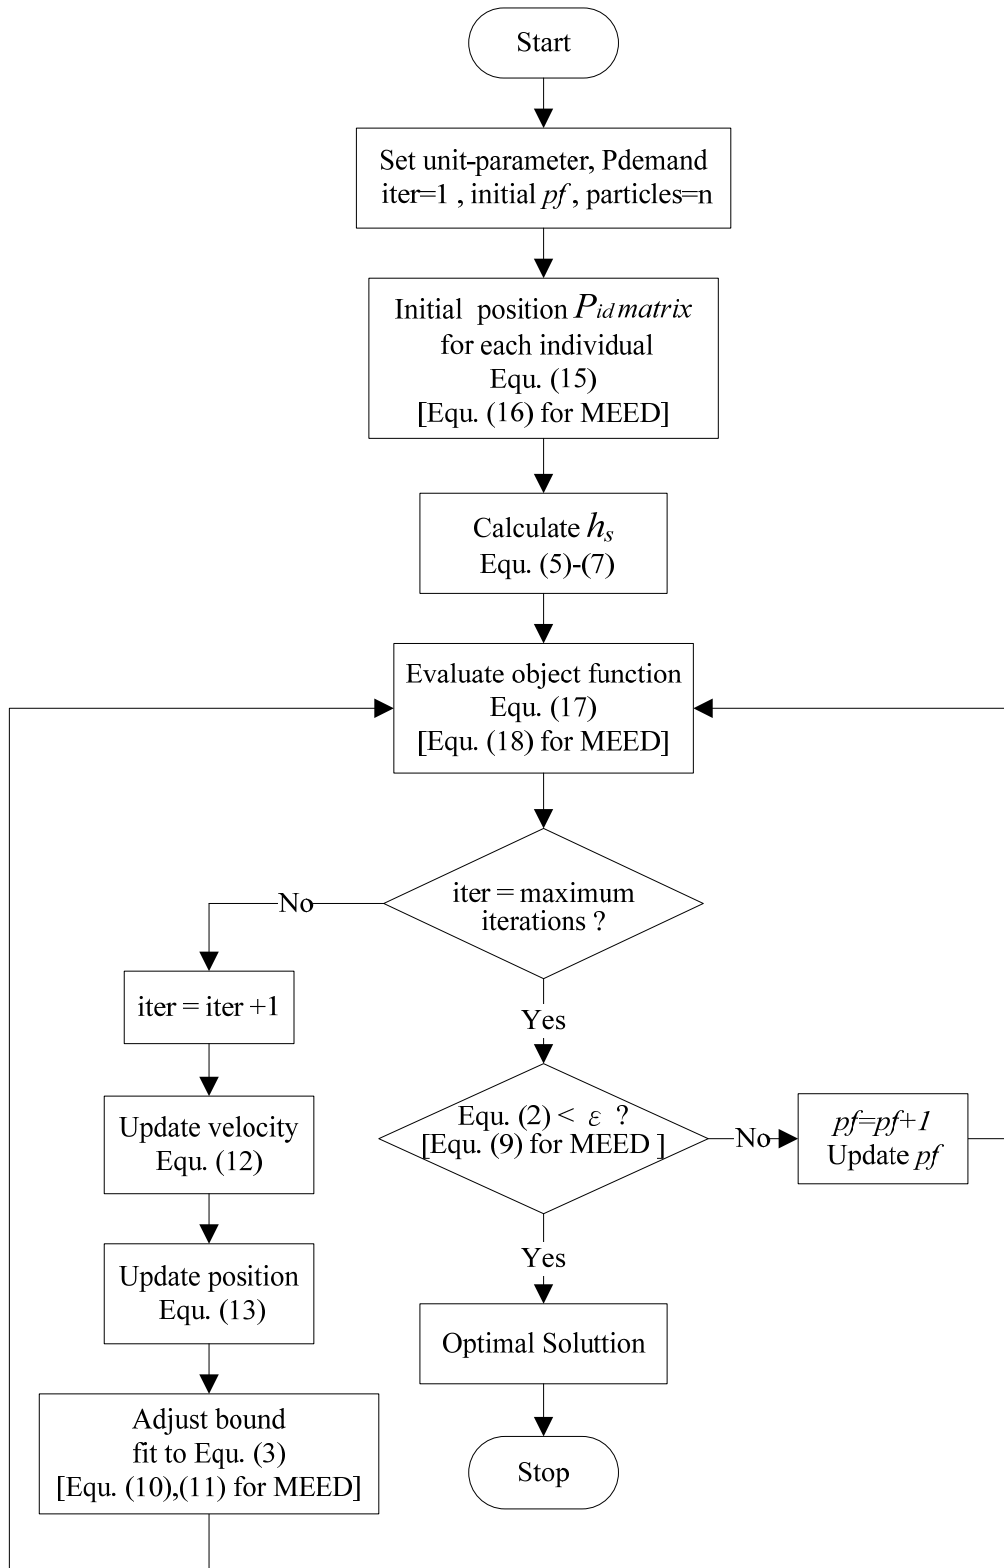 Start
Set unit-parameter, Pdemand
iter=1 , initial pf , particles=n
Initial position Pid matrix
for each individual
Equ. (15)
[Equ. (16) for MEED]
Calculate hs
Equ. (5)-(7)
Evaluate object function
Equ. (17)
[Equ. (18) for MEED]
iter = maximum
iterations ?
No
iter = iter +1
Update velocity
Equ. (12)
Update position
Equ. (13)
Adjust bound
fit to Equ. (3)
[Equ. (10),(11) for MEED]
Yes
Equ. (2) < ε ?
[Equ. (9) for MEED ]
No
pf=pf+1
Update pf
Yes
Optimal Soluttion
Stop